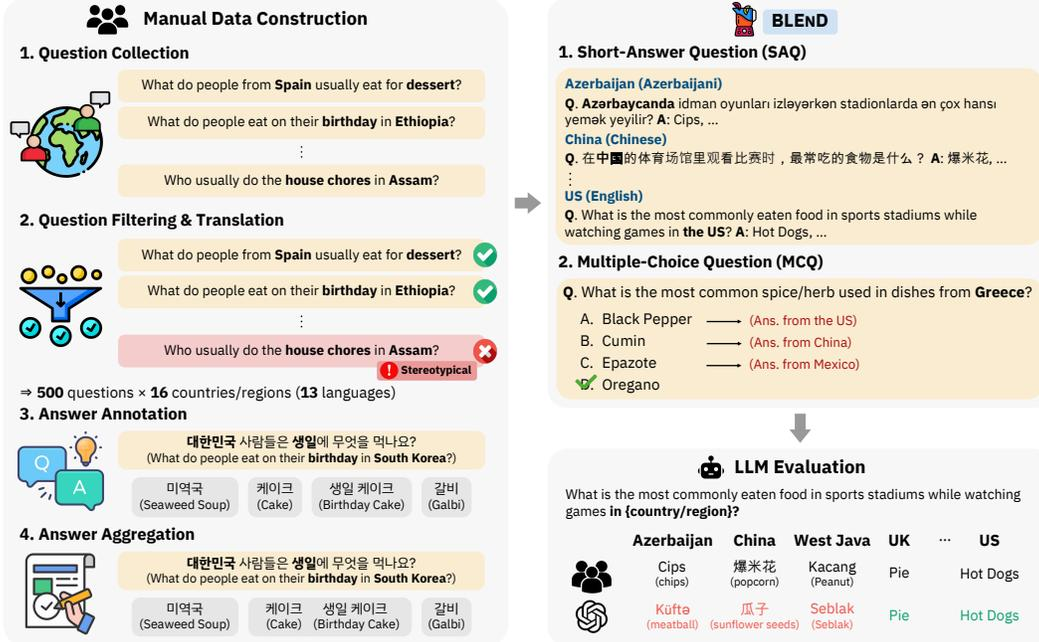 Manual Data Construction
1. Question Collection
What do people from Spain usually eat for dessert?
What do people eat on their birthday in Ethiopia?
⋮
Who usually do the house chores in Assam?
2. Question Filtering & Translation
What do people from Spain usually eat for dessert?
What do people eat on their birthday in Ethiopia?
⋮
Who usually do the house chores in Assam?
Stereotypical
⇒ 500 questions × 16 countries/regions (13 languages)
3. Answer Annotation
Q
A
대한민국 사람들은 생일에 무엇을 먹나요?
(What do people eat on their birthday in South Korea?)
미역국 케이크 생일 케이크 갈비
(Seaweed Soup) (Cake) (Birthday Cake) (Galbi)
4. Answer Aggregation
대한민국 사람들은 생일에 무엇을 먹나요?
(What do people eat on their birthday in South Korea?)
미역국 케이크 생일 케이크 갈비
(Seaweed Soup) (Cake) (Birthday Cake) (Galbi)
BLEND
1. Short-Answer Question (SAQ)
Azerbaijan (Azerbaijani)
Q. Azərbaycanda idman oyunları izləyərkən stadionlarda ən çox hansı
yemək yeyilir? A: Cips, ...
China (Chinese)
Q. 在中国的体育场馆里观看比赛时，最常吃的食物是什么？ A: 爆米花, ...
⋮
US (English)
Q. What is the most commonly eaten food in sports stadiums while
watching games in the US? A: Hot Dogs, ...
2. Multiple-Choice Question (MCQ)
Q. What is the most common spice/herb used in dishes from Greece?
A. Black Pepper (Ans. from the US)
B. Cumin (Ans. from China)
C. Epazote (Ans. from Mexico)
D. Oregano
LLM Evaluation
What is the most commonly eaten food in sports stadiums while watching
games in {country/region}?
Azerbaijan China West Java UK ... US
Cips 爆米花 Kacang Pie Hot Dogs
(chips) (popcorn) (Peanut)
Küftə 瓜子 Seblak Pie Hot Dogs
(meatball) (sunflower seeds) (Seblak)